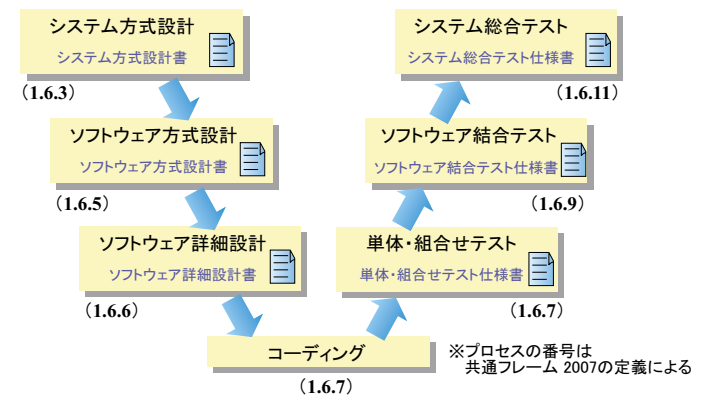 システム方式設計
システム方式設計書
（1.6.3）
ソフトウェア方式設計
ソフトウェア方式設計書
（1.6.5）
ソフトウェア詳細設計
ソフトウェア詳細設計書
（1.6.6）
コーディング
（1.6.7）
単体・組合せテスト
単体・組合せテスト仕様書
（1.6.7）
ソフトウェア結合テスト
ソフトウェア結合テスト仕様書
（1.6.9）
システム総合テスト
システム総合テスト仕様書
（1.6.11）
※プロセスの番号は
共通フレーム 2007の定義による